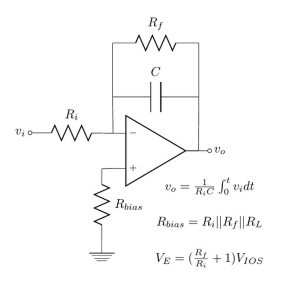 R_f
C
R_i
v_i
−
+
v_o
R_{bias}
v_o = \frac{1}{R_iC} \int_0^t v_i dt
R_{bias} = R_i||R_f||R_L
V_E = (\frac{R_f}{R_i} + 1)V_{IOS}